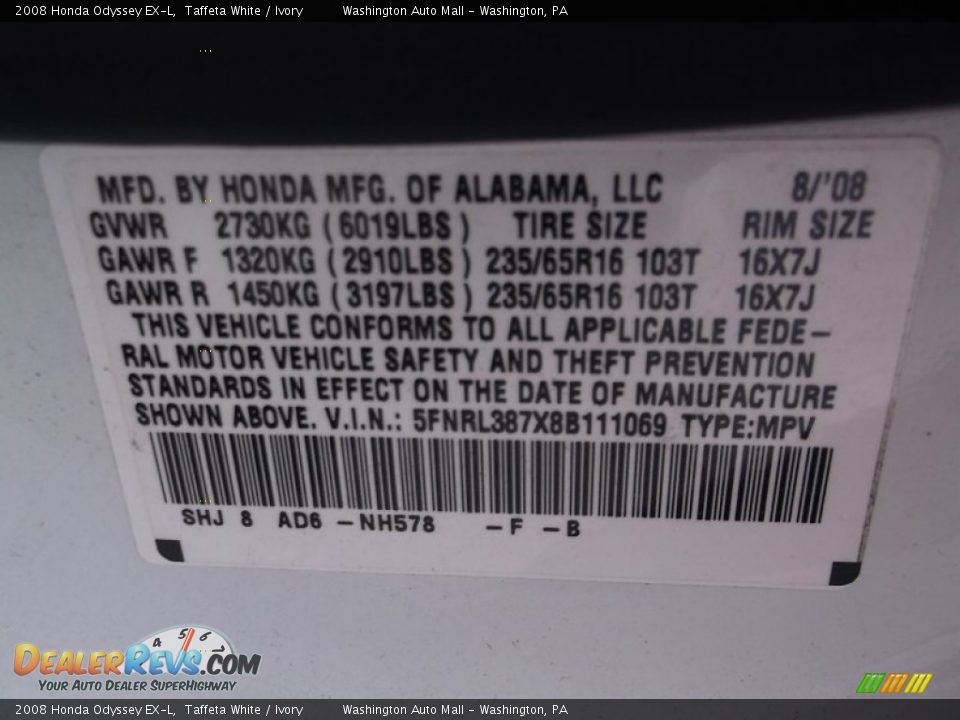 2008 Honda Odyssey EX-L, Taffeta White / Ivory Washington Auto Mall - Washington, PA
MFD. BY HONDA MFG. OF ALABAMA, LLC 8/'08
GVWR 2730KG (6019LBS) TIRE SIZE RIM SIZE
GAWR F 1320KG (2910LBS) 235/65R16 103T 16X7J
GAWR R 1450KG (3197LBS) 235/65R16 103T 16X7J
THIS VEHICLE CONFORMS TO ALL APPLICABLE FEDE-
RAL MOTOR VEHICLE SAFETY AND THEFT PREVENTION
STANDARDS IN EFFECT ON THE DATE OF MANUFACTURE
SHOWN ABOVE. V.I.N.: 5FNRL387X8B111069 TYPE:MPV
SHJ 8 AD6 -NH578 -F -B
4 5 6
DEALERREVS.COM
YOUR AUTO DEALER SUPERHIGHWAY
2008 Honda Odyssey EX-L, Taffeta White / Ivory Washington Auto Mall - Washington, PA